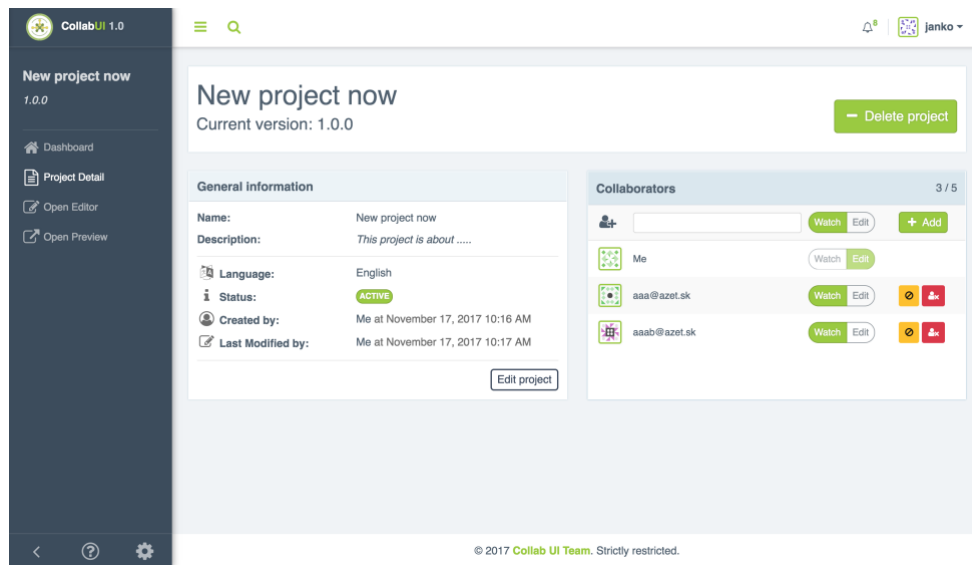 CollabUI 1.0
8
janko
New project now
1.0.0
Dashboard
Project Detail
Open Editor
Open Preview
New project now
Current version: 1.0.0
Delete project
General information
Name: New project now
Description: This project is about .....
Language: English
Status: ACTIVE
Created by: Me at November 17, 2017 10:16 AM
Last Modified by: Me at November 17, 2017 10:17 AM
Edit project
Collaborators 3 / 5
Watch Edit Add
Me Watch Edit
aaa@azet.sk Watch Edit
aaab@azet.sk Watch Edit
© 2017 Collab UI Team. Strictly restricted.